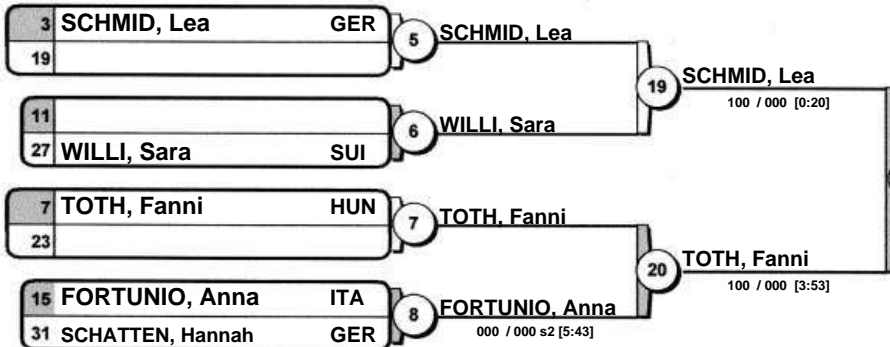 3 SCHMID, Lea GER
19
5 SCHMID, Lea
11
27 WILLI, Sara SUI
6 WILLI, Sara
19 SCHMID, Lea
100 / 000 [0:20]
7 TOTH, Fanni HUN
23
7 TOTH, Fanni
15 FORTUNIO, Anna ITA
31 SCHATTEN, Hannah GER
8 FORTUNIO, Anna
000 / 000 s2 [5:43]
20 TOTH, Fanni
100 / 000 [3:53]